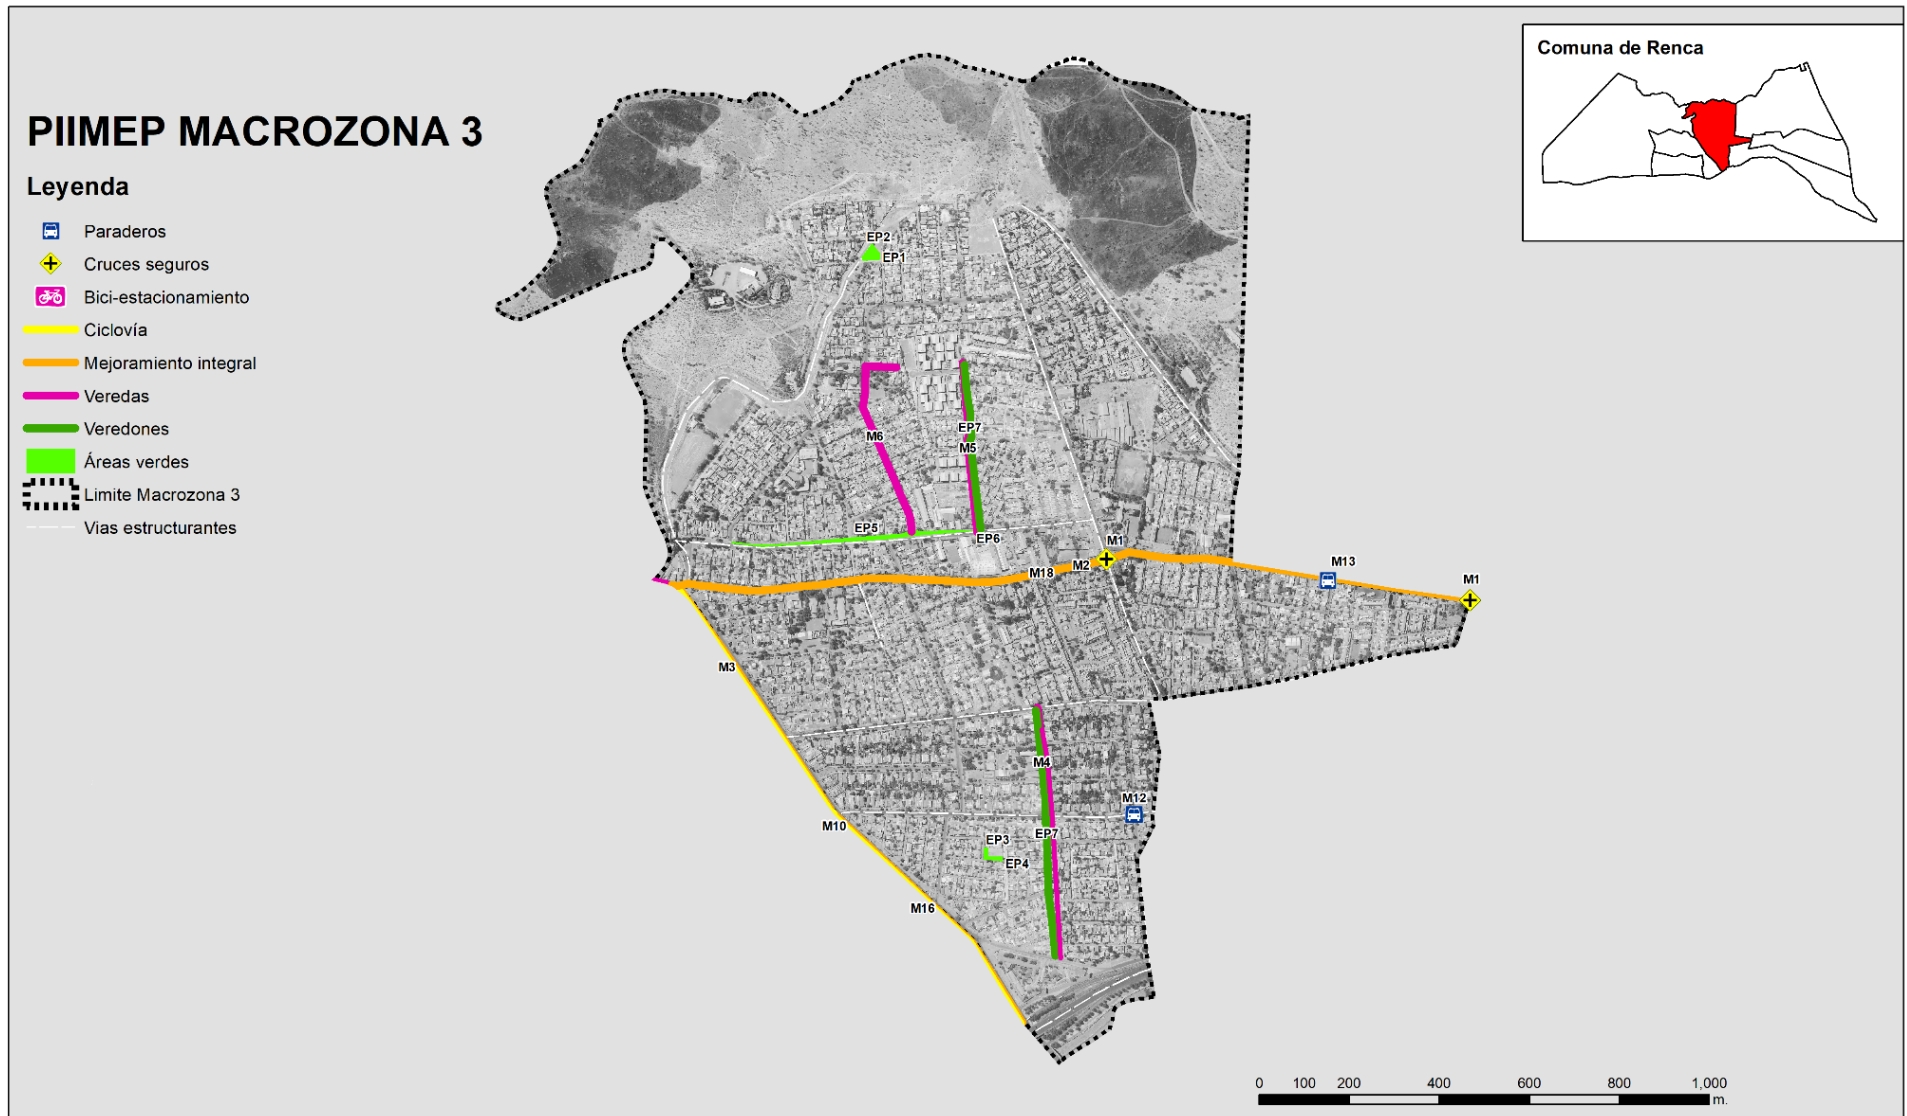 Comuna de Renca
PIIMEP MACROZONA 3
Leyenda
Paraderos
Cruces seguros
Bici-estacionamiento
Ciclovía
Mejoramiento integral
Veredas
Veredones
Áreas verdes
Limite Macrozona 3
Vias estructurantes
EP2
EP1
EP7
M6
M5
EP5
EP6
M1
M2
M18
M13
M1
M3
M4
M12
M10
EP7
EP3
EP4
M16
0 100 200 400 600 800 1,000
m.